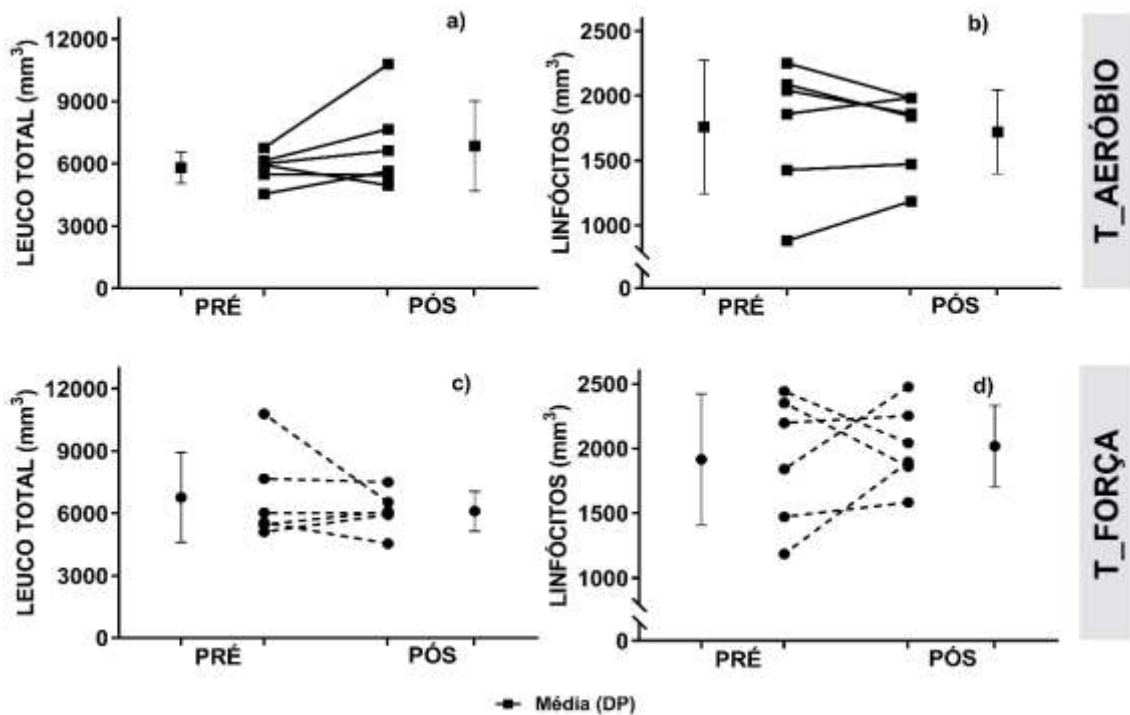 a)
LEUCO TOTAL (mm³)
12000
9000
6000
3000
0
PRÉ
PÓS
b)
LINFÓCITOS (mm³)
2500
2000
1500
1000
0
PRÉ
PÓS
T_AERÓBIO
c)
LEUCO TOTAL (mm³)
12000
9000
6000
3000
0
PRÉ
PÓS
d)
LINFÓCITOS (mm³)
2500
2000
1500
1000
0
PRÉ
PÓS
T_FORÇA
Média (DP)